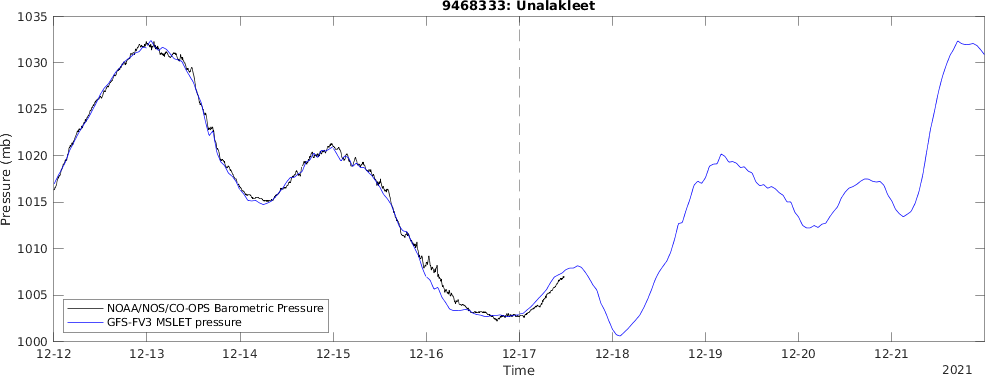 9468333: Unalakleet
1035
1030
1025
1020
1015
1010
1005
1000
Pressure (mb)
NOAA/NOS/CO-OPS Barometric Pressure
GFS-FV3 MSLET pressure
12-12 12-13 12-14 12-15 12-16 12-17 12-18 12-19 12-20 12-21
Time
2021